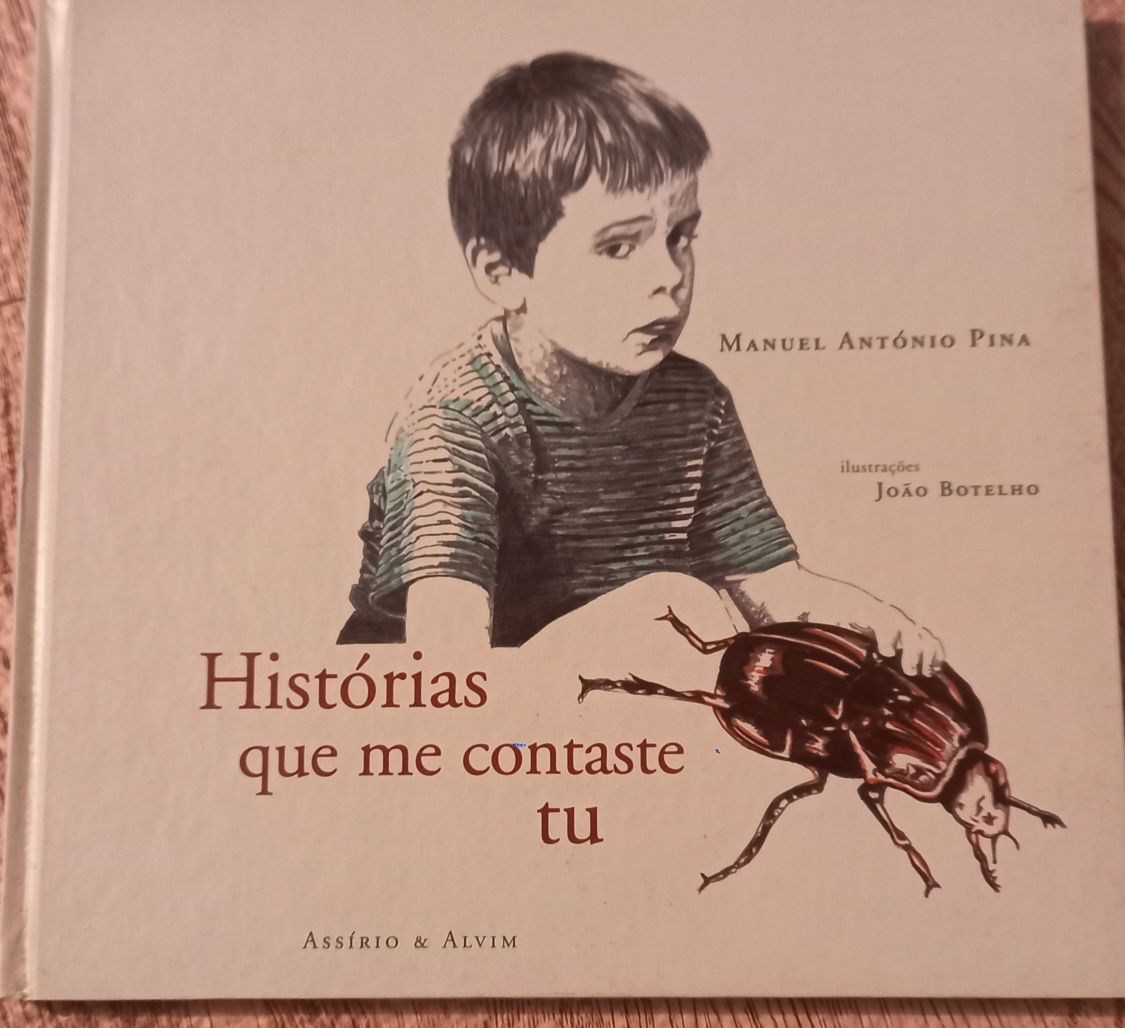 Manuel António Pina
ilustrações
João Botelho
Histórias
que me contaste
tu
Assírio & Alvim